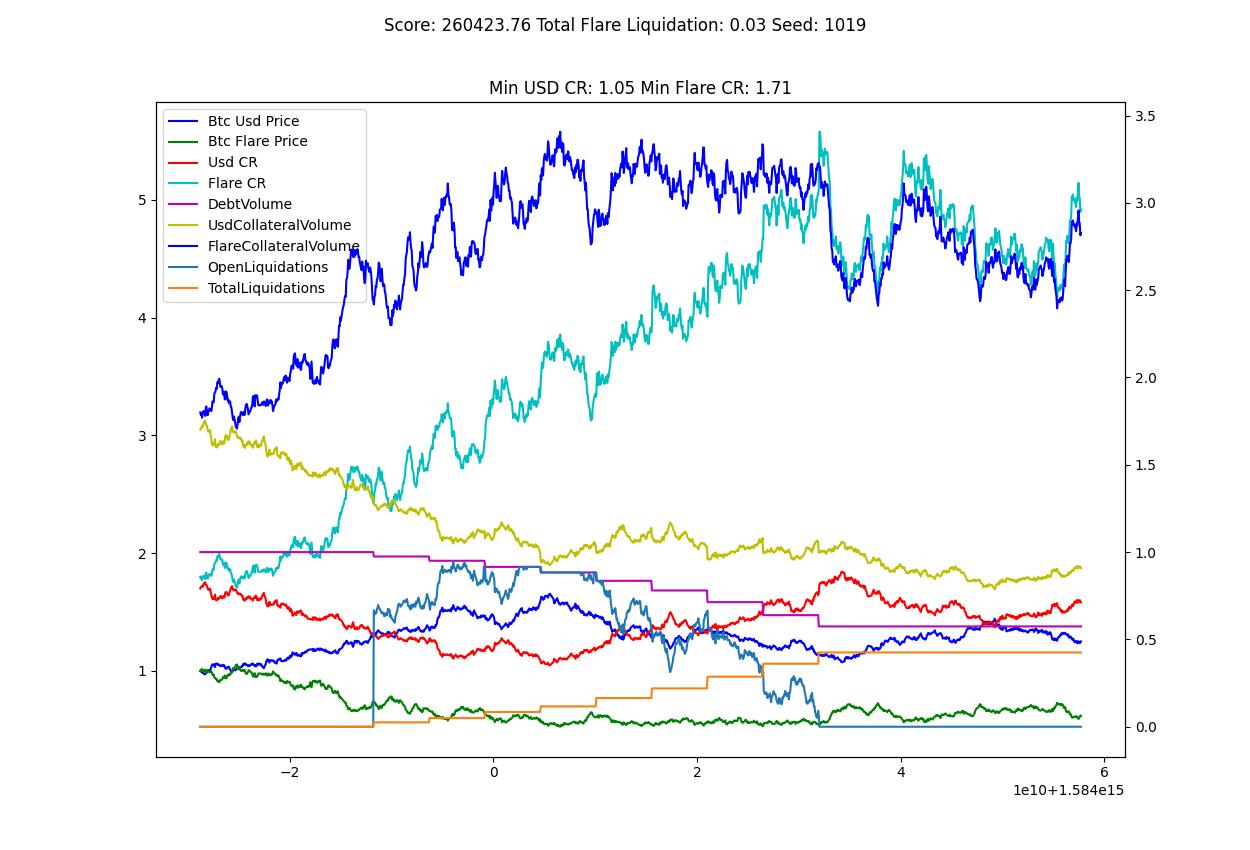 Score: 260423.76 Total Flare Liquidation: 0.03 Seed: 1019
Min USD CR: 1.05 Min Flare CR: 1.71
Btc Usd Price
Btc Flare Price
Usd CR
Flare CR
DebtVolume
UsdCollateralVolume
FlareCollateralVolume
OpenLiquidations
TotalLiquidations
5
4
3
2
1
3.5
3.0
2.5
2.0
1.5
1.0
0.5
0.0
−2
0
2
4
6
1e10+1.584e15